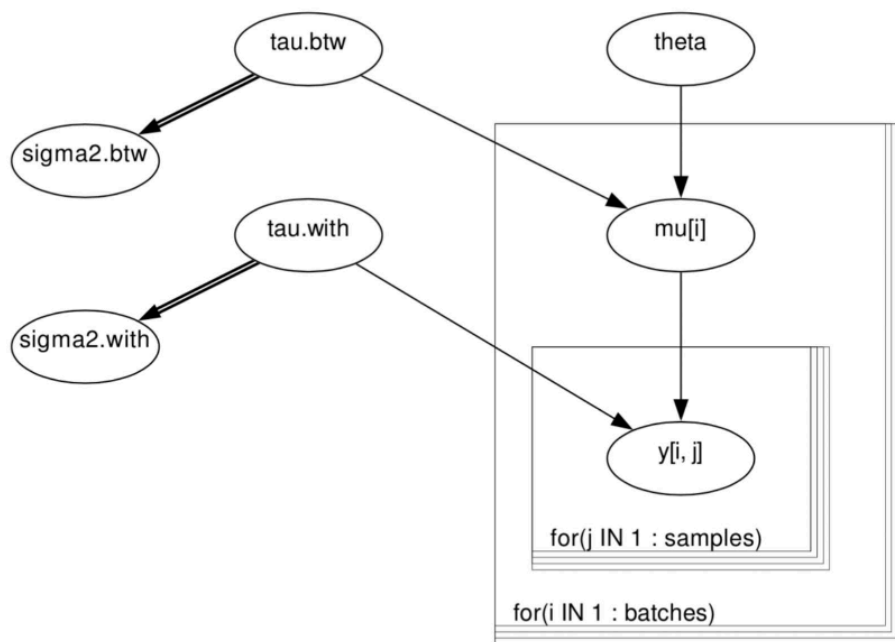 tau.btw
theta
sigma2.btw
tau.with
mu[i]
sigma2.with
y[i, j]
for(j IN 1 : samples)
for(i IN 1 : batches)